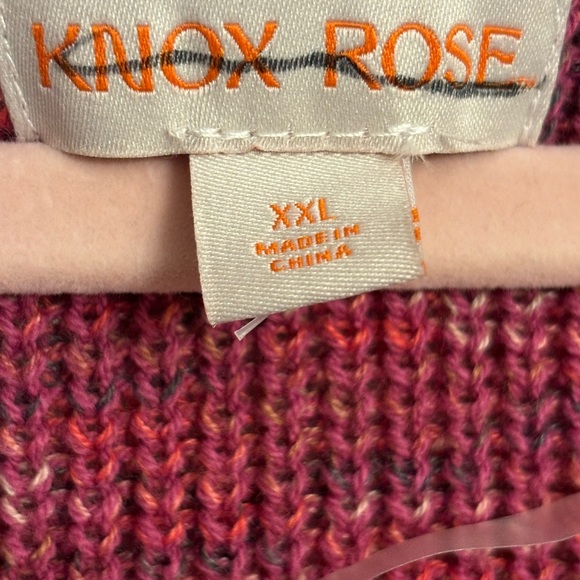 KNOX ROSE
XXL
MADE IN
CHINA